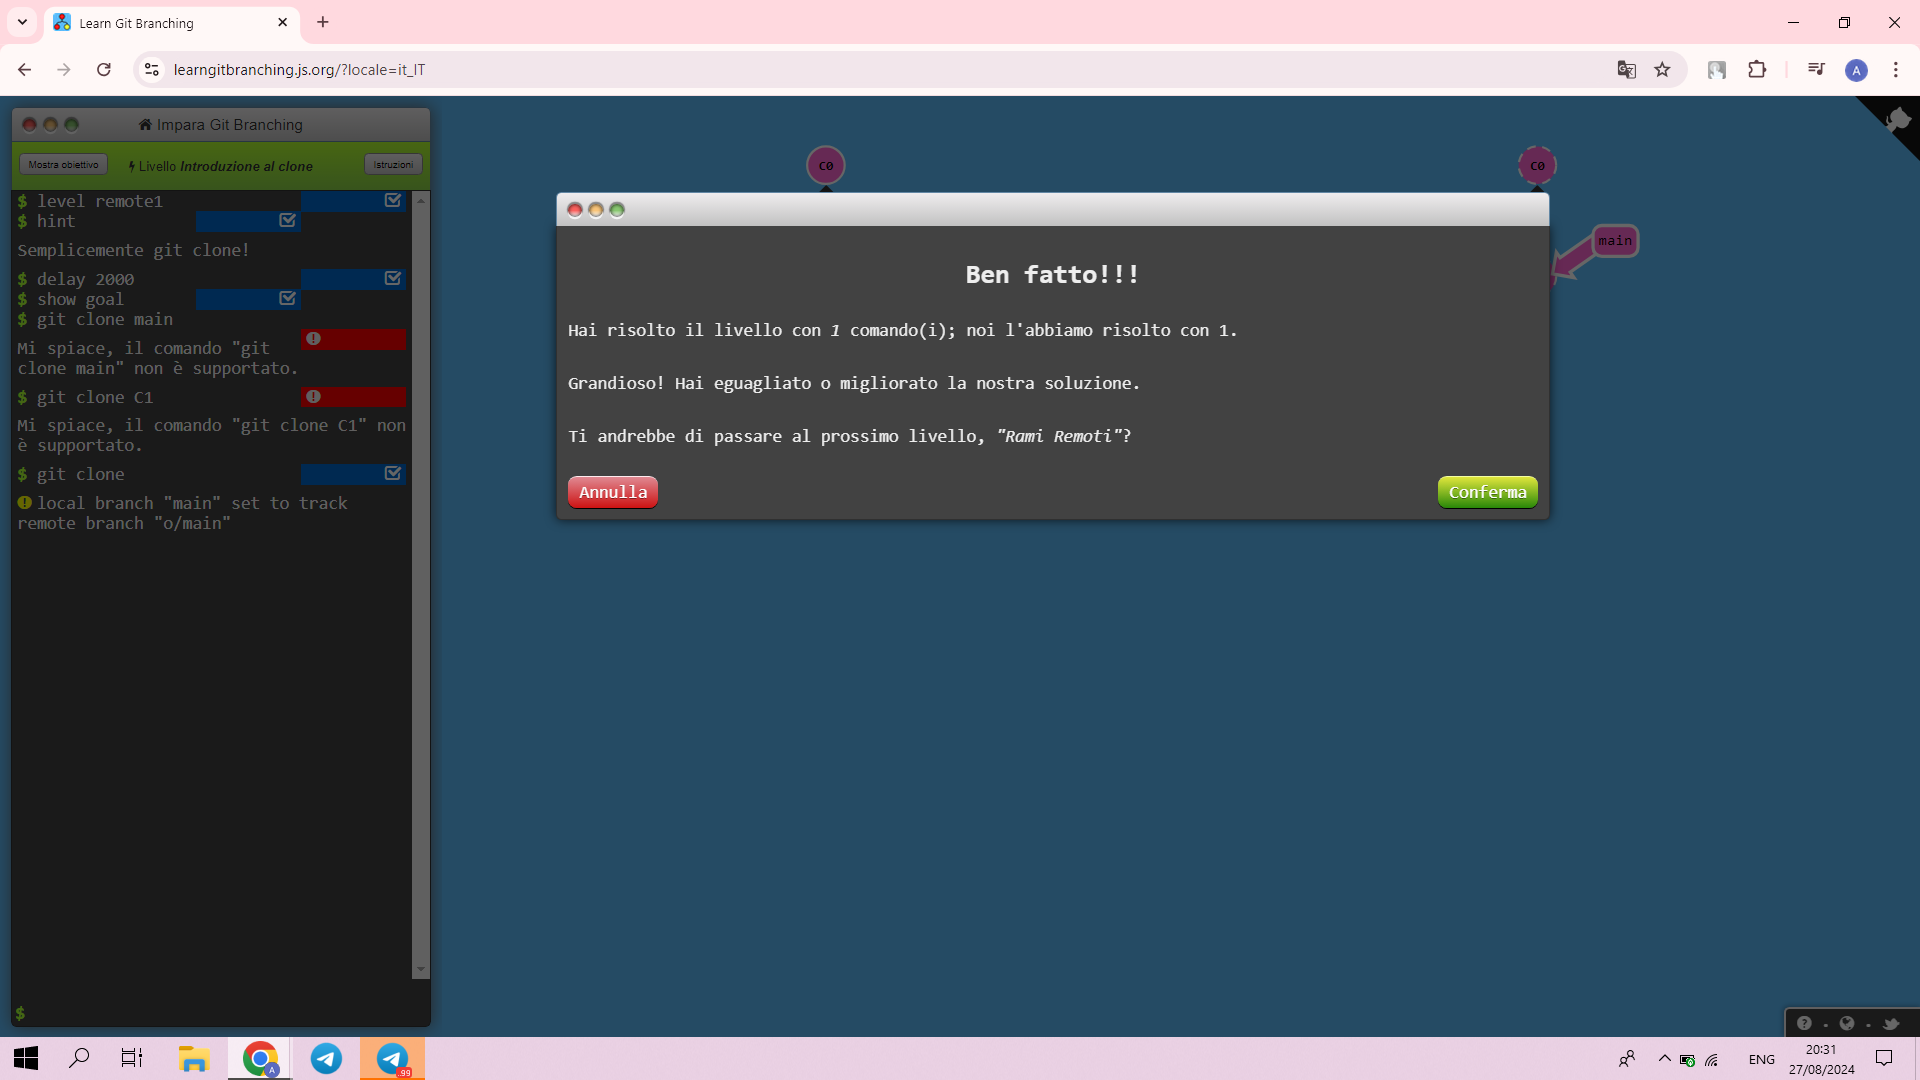 Learn Git Branching
learngitbranching.js.org/?locale=it_IT
A
Impara Git Branching
Mostra obiettivo
Livello Introduzione al clone
Istruzioni
$ level remote1
$ hint
Semplicemente git clone!
$ delay 2000
$ show goal
$ git clone main
Mi spiace, il comando "git
clone main" non è supportato.
$ git clone C1
Mi spiace, il comando "git clone C1" non
è supportato.
$ git clone
local branch "main" set to track
remote branch "o/main"
$
C0
C0
main
Ben fatto!!!
Hai risolto il livello con 1 comando(i); noi l'abbiamo risolto con 1.
Grandioso! Hai eguagliato o migliorato la nostra soluzione.
Ti andrebbe di passare al prossimo livello, "Rami Remoti"?
Annulla
Conferma
A
99
ENG
20:31
27/08/2024